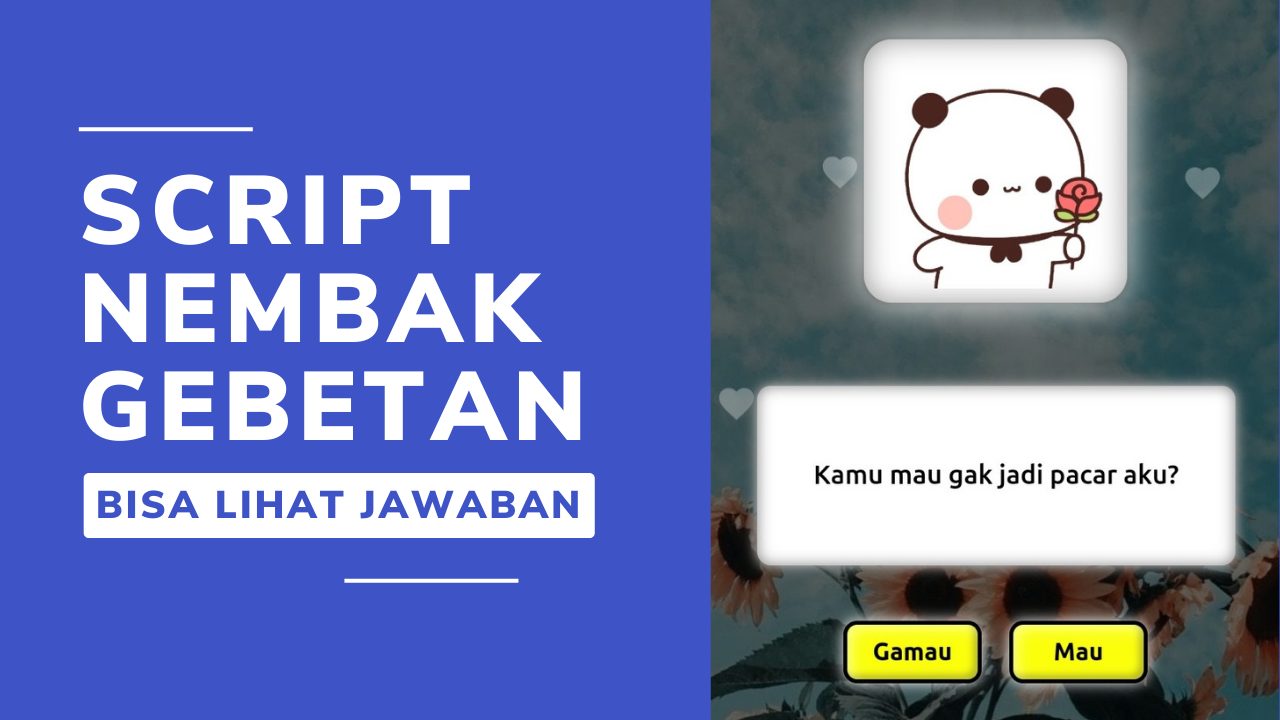 SCRIPT
NEMBAK
GEBETAN
BISA LIHAT JAWABAN
Kamu mau gak jadi pacar aku?
Gamau
Mau